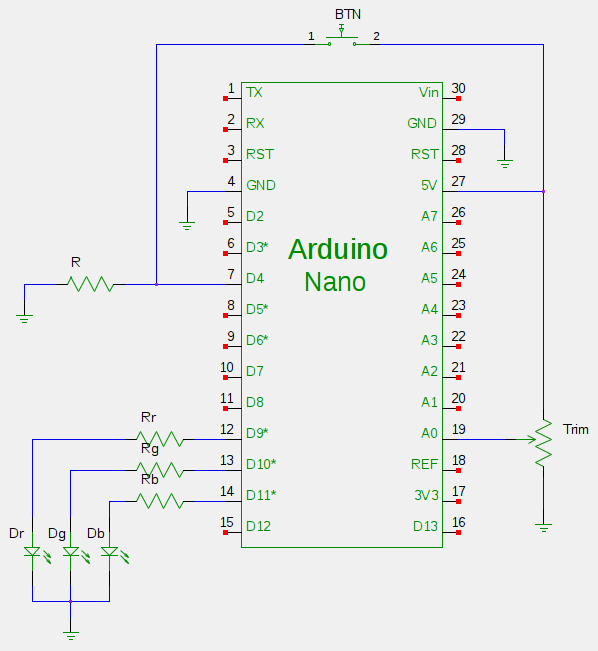 BTN
1 2
1 TX Vin 30
2 RX GND 29
3 RST RST 28
4 GND 5V 27
5 D2 A7 26
6 D3* A6 25
Arduino
Nano
R
7 D4 A5 24
8 D5* A4 23
9 D6* A3 22
10 D7 A2 21
11 D8 A1 20
Rr
12 D9* A0 19
Trim
Rg
13 D10* REF 18
Rb
14 D11* 3V3 17
15 D12 D13 16
Dr Dg Db